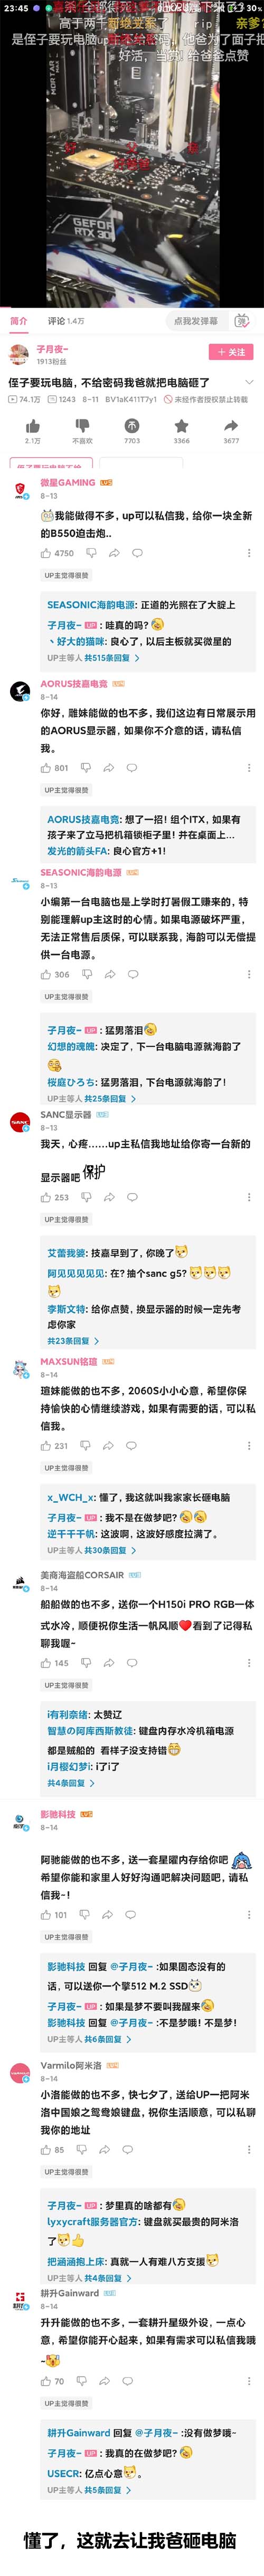 23:45
30%
高于两千
亲爹
是侄子要玩电脑up
码，他爸为了面子把
好活，当赏 给爸爸点赞
MORTAR
GEFORCE
RTX 30
简介 评论 1.4万 点我发弹幕 弹
子月夜~
1913粉丝
+ 关注
侄子要玩电脑，不给密码我爸就把电脑砸了
74.1万 1243 8-11 BV1aK411T7y1 未经作者授权禁止转载
2.1万 不喜欢 7703 3366 3677
微星GAMING
8-13
我能做得不多，up可以私信我，给你一块全新
的B550迫击炮..
4750
UP主觉得很赞
SEASONIC海韵电源: 正道的光照在了大腚上
子月夜~ UP : 哇真的吗？
丶好大的猫咪: 良心了，以后主板就买微星的
UP主等人 共515条回复 >
AORUS技嘉电竞
8-14
你好，雕妹能做的也不多，我们这边有日常展示用
的AORUS显示器，如果你不介意的话，请私信
我。
801
UP主觉得很赞
AORUS技嘉电竞: 想了一招！组个ITX，如果有
孩子来了立马把机箱锁柜子里！并在桌面上...
发光的箭头FA: 良心官方+1！
SEASONIC海韵电源
8-13
小编第一台电脑也是上学时打暑假工赚来的，特
别能理解up主这时的心情。如果电源破坏严重，
无法正常售后质保，可以联系我，海韵可以无偿提
供一台电源。
306
UP主觉得很赞
子月夜~ UP : 猛男落泪
幻想的魂魄: 决定了，下一台电脑电源就海韵了
桜庭ひろち: 猛男落泪，下台电源就海韵了！
UP主等人 共25条回复 >
SANC显示器
8-13
我天，心疼……up主私信我地址给你寄一台新的
显示器吧
253
UP主觉得很赞
艾蕾我婆: 技嘉早到了，你晚了
阿见见见见见: 在？抽个sanc g5？
李斯文特: 给你点赞，换显示器的时候一定先考
虑你家
共23条回复 >
MAXSUN铭瑄
8-14
瑄妹能做的也不多，2060S小小心意，希望你保
持愉快的心情继续游戏，如果有需要的话，可以私
信我。
231
UP主觉得很赞
x_WCH_x: 懂了，我这就叫我家家长砸电脑
子月夜~ UP : 我不是在做梦吧？
逆千千千帆: 这波啊，这波好感度拉满了。
UP主等人 共30条回复 >
美商海盗船CORSAIR
8-14
船船做的也不多，送你一个H150i PRO RGB一体
式水冷，顺便祝你生活一帆风顺❤️看到了记得私
聊我喔~
145
UP主觉得很赞
i有利奈绪: 太赞辽
智慧の阿库西斯教徒: 键盘内存水冷机箱电源
都是贼船的 看样子没支持错
i月樱幻梦i: i了i了
共4条回复 >
影驰科技
8-14
阿驰能做的也不多，送一套星曜内存给你吧
希望你能和家里人好好沟通吧解决问题吧，请私
信我~！
101
UP主觉得很赞
影驰科技 回复 @子月夜~ :如果固态没有的
话，可以送你一个擎512 M.2 SSD
子月夜~ UP : 如果是梦不要叫我醒来
影驰科技 回复 @子月夜~ :不是梦哦！不是梦！
UP主等人 共6条回复 >
Varmilo阿米洛
8-14
小洛能做的也不多，快七夕了，送给UP一把阿米
洛中国娘之鸳鸯娘键盘，祝你生活顺意，可以私聊
我你的地址
85
UP主觉得很赞
子月夜~ UP : 梦里真的啥都有
lyxycraft服务器官方: 键盘就买最贵的阿米洛
了
把涵涵抱上床: 真就一人有难八方支援
UP主等人 共4条回复 >
耕升Gainward
8-14
升升能做的也不多，一套耕升星级外设，一点心
意，希望你能开心起来，如果有需求可以私信我哦
~
70
UP主觉得很赞
耕升Gainward 回复 @子月夜~ :没有做梦哦~
子月夜~ UP : 我真的在做梦吧？
USECR: 亿点心意。
UP主等人 共5条回复 >
懂了，这就去让我爸砸电脑